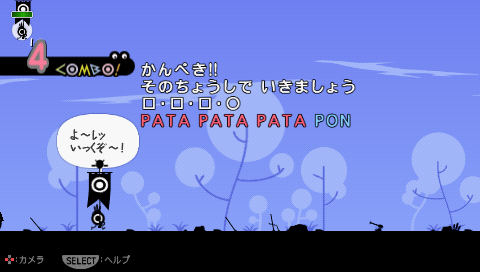 4
COMBO!
かんぺき!!
そのちょうしで いきましょう
□・□・□・○
PATA PATA PATA PON
よ〜しッ
いっくぞ〜!
:カメラ
SELECT:ヘルプ